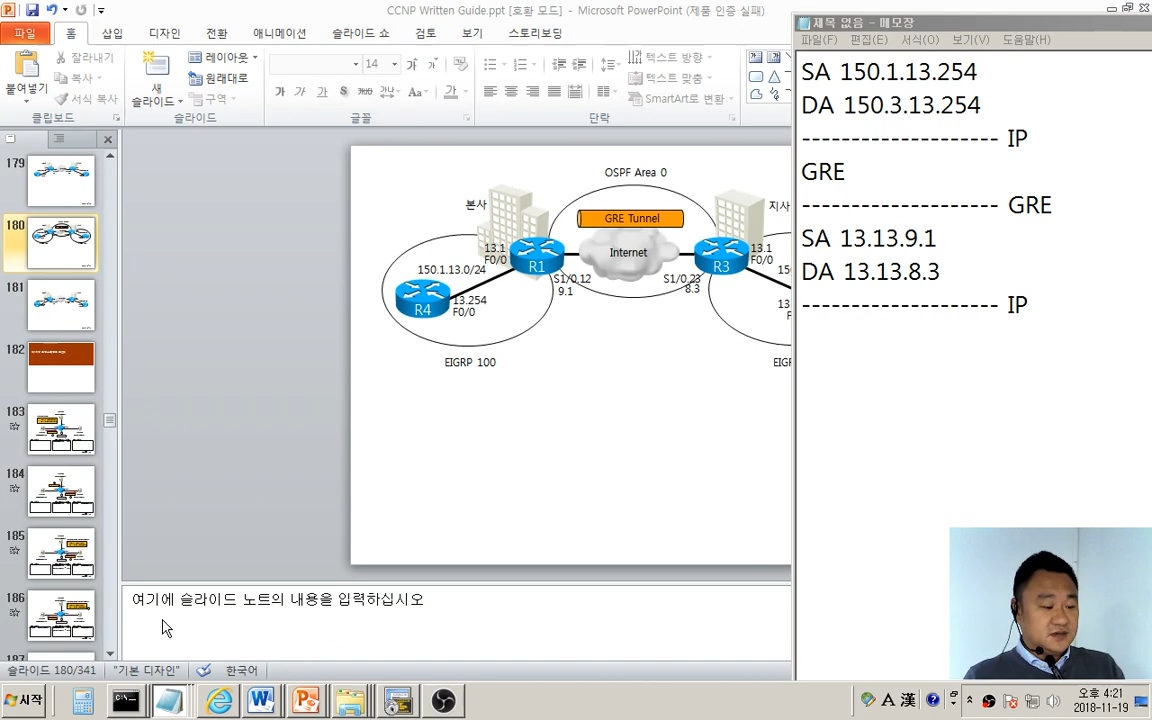 CCNP Written Guide.ppt [호환 모드] - Microsoft PowerPoint (제품 인증 실패)
파일
홈
삽입
디자인
전환
애니메이션
슬라이드 쇼
검토
보기
스토리보딩
붙여넣기
잘라내기
복사
서식 복사
클립보드
새
슬라이드
레이아웃
원래대로
구역
슬라이드
14
글꼴
텍스트 방향
텍스트 맞춤
SmartArt로 변환
단락
제목 없음 - 메모장
파일(F) 편집(E) 서식(O) 보기(V) 도움말(H)
SA 150.1.13.254
DA 150.3.13.254
-------------------- IP
GRE
-------------------- GRE
SA 13.13.9.1
DA 13.13.8.3
-------------------- IP
179
180
181
182
183
184
185
186
OSPF Area 0
본사
지사
GRE Tunnel
Internet
13.1
F0/0
R1
R3
13.1
F0/0
150.1.13.0/24
S1/0.12
9.1
S1/0.23
8.3
R4
13.254
F0/0
EIGRP 100
여기에 슬라이드 노트의 내용을 입력하십시오
슬라이드 180/341
"기본 디자인"
한국어
시작
A 漢
오후 4:21
2018-11-19